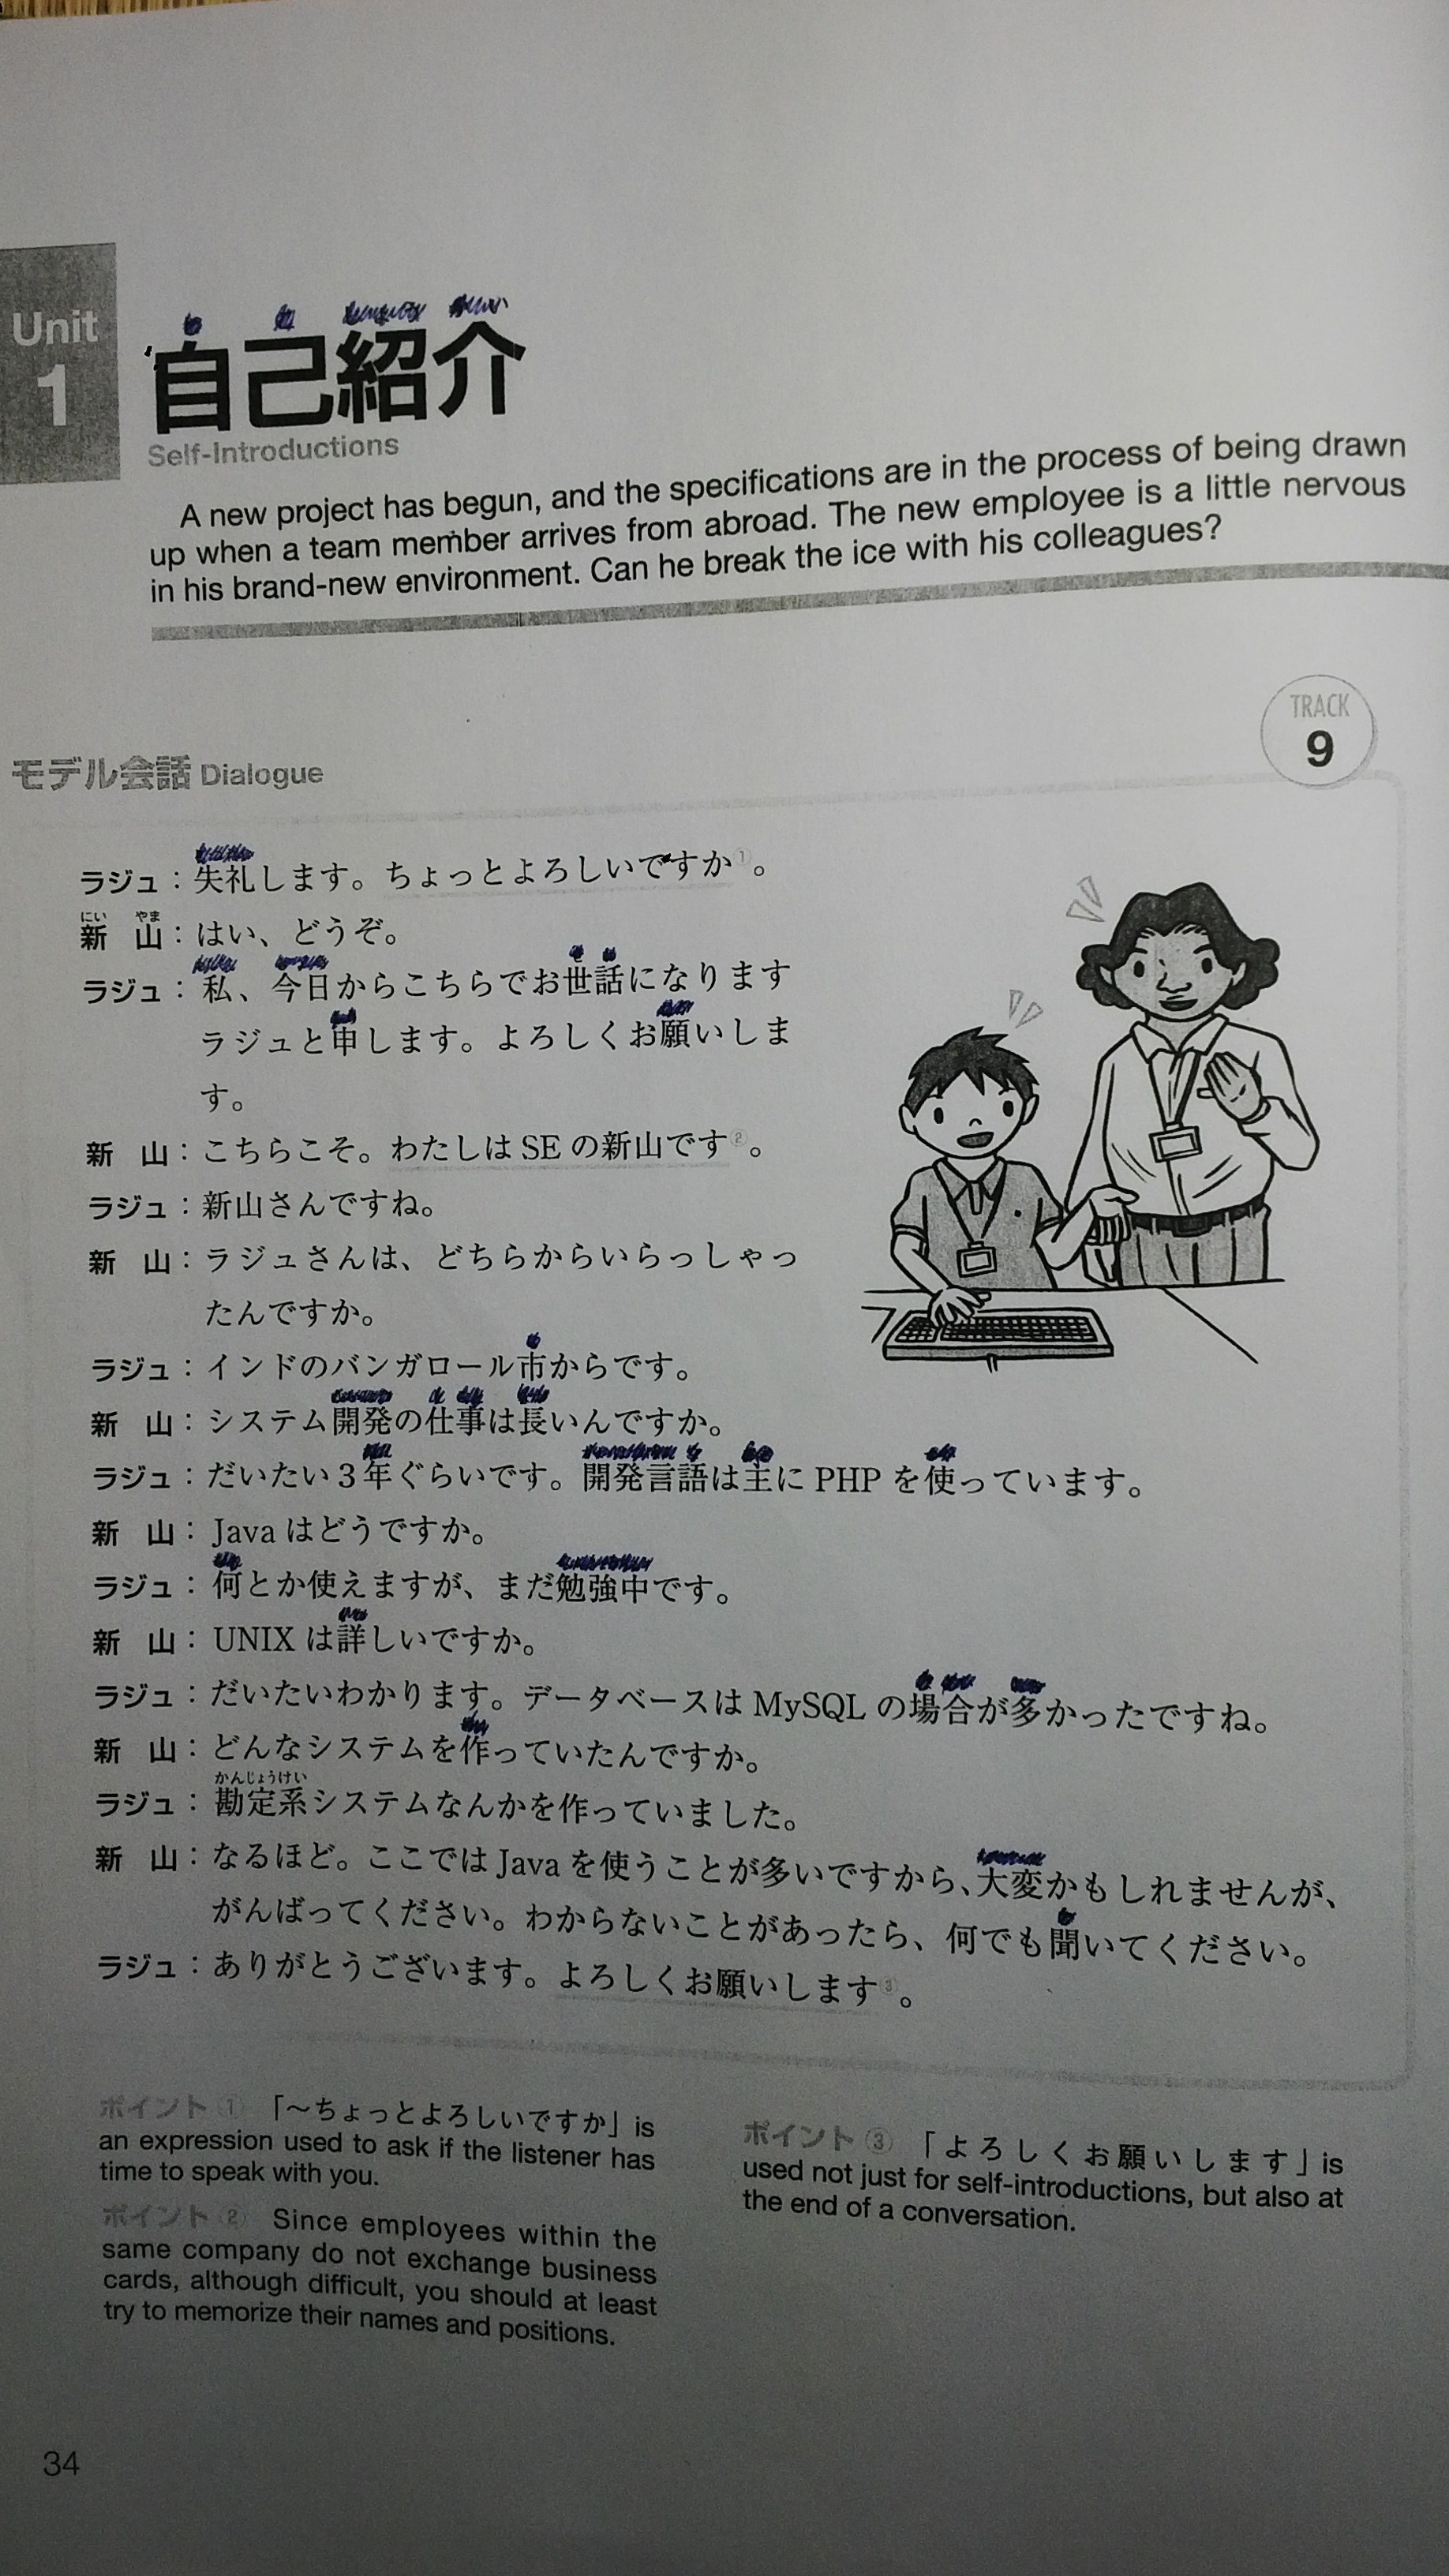 Unit
1
自己紹介
Self-Introductions
A new project has begun, and the specifications are in the process of being drawn
up when a team member arrives from abroad. The new employee is a little nervous
in his brand-new environment. Can he break the ice with his colleagues?
TRACK
9
モデル会話 Dialogue
ラジュ：失礼します。ちょっとよろしいですか①。
にい やま
新 山：はい、どうぞ。
ラジュ：私、今日からこちらでお世話になります
ラジュと申します。よろしくお願いしま
す。
新 山：こちらこそ。わたしは SE の新山です②。
ラジュ：新山さんですね。
新 山：ラジュさんは、どちらからいらっしゃっ
たんですか。
ラジュ：インドのバンガロール市からです。
新 山：システム開発の仕事は長いんですか。
ラジュ：だいたい 3 年ぐらいです。開発言語は主に PHP を使っています。
新 山：Java はどうですか。
ラジュ：何とか使えますが、まだ勉強中です。
新 山：UNIX は詳しいですか。
ラジュ：だいたいわかります。データベースは MySQL の場合が多かったですね。
新 山：どんなシステムを作っていたんですか。
かんじょうけい
ラジュ：勘定系システムなんかを作っていました。
新 山：なるほど。ここでは Java を使うことが多いですから、大変かもしれませんが、
がんばってください。わからないことがあったら、何でも聞いてください。
ラジュ：ありがとうございます。よろしくお願いします③。
ポイント① 「～ちょっとよろしいですか」is
an expression used to ask if the listener has
time to speak with you.
ポイント② Since employees within the
same company do not exchange business
cards, although difficult, you should at least
try to memorize their names and positions.
ポイント③ 「よろしくお願いします」is
used not just for self-introductions, but also at
the end of a conversation.
34